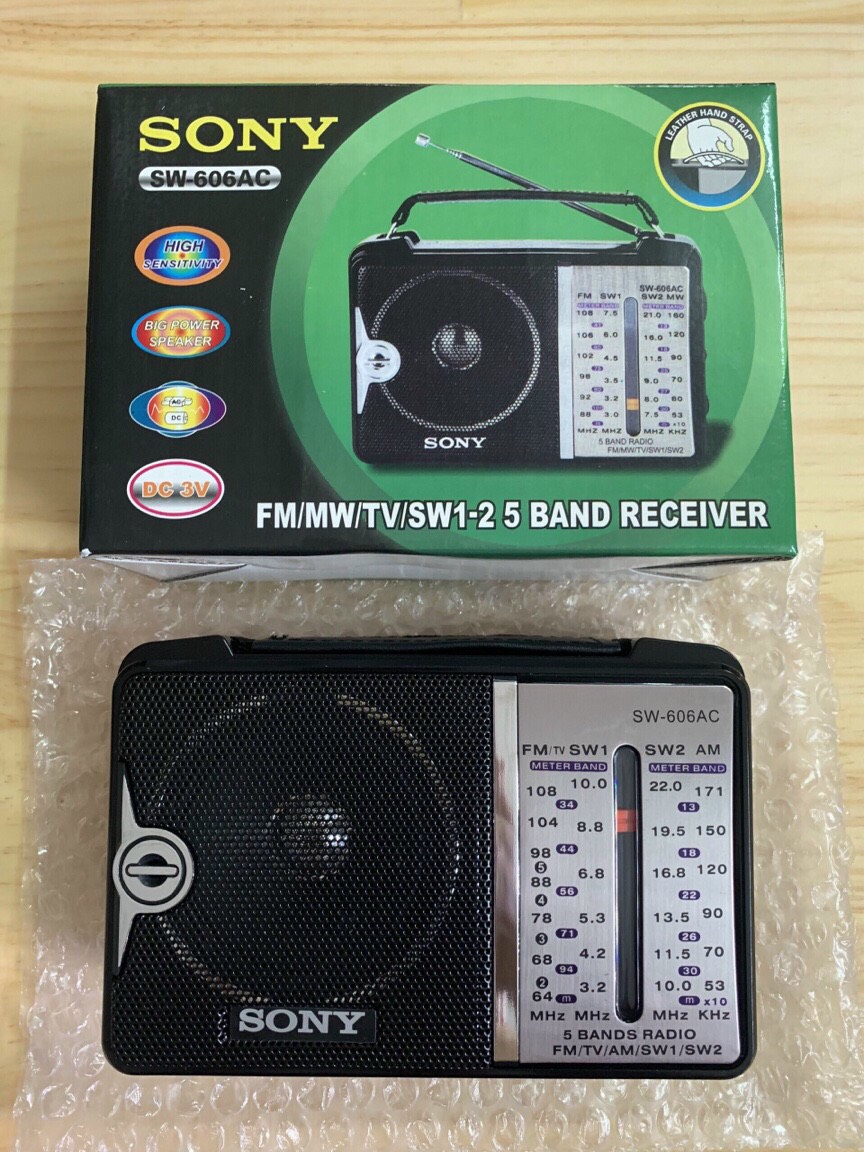 SONY
SW-606AC
HIGH
SENSITIVITY
BIG POWER
SPEAKER
AC
DC
DC 3V
LEATHER HAND STRAP
SW-606AC
FM SW1 SW2 MW
METER BAND METER BAND
108 7.5 21.0 160
106 6.0 16.0 120
102 4.5 11.5 90
98 3.5 9.0 70
92 3.2 8.0 60
88 3.0 7.5 53
x10
MHZ MHZ MHZ KHZ
5 BAND RADIO
FM/MW/TV/SW1/SW2
SONY
FM/MW/TV/SW1-2 5 BAND RECEIVER
SW-606AC
FM/TV SW1 SW2 AM
METER BAND METER BAND
108 10.0 22.0 171
34 13
104 8.8 19.5 150
98 44 18
5
88 6.8 16.8 120
4 56 22
78 5.3 13.5 90
3 71 26
68 4.2 11.5 70
2 94 30
64 3.2 10.0 53
m m x10
MHz MHz MHz KHz
5 BANDS RADIO
FM/TV/AM/SW1/SW2
SONY